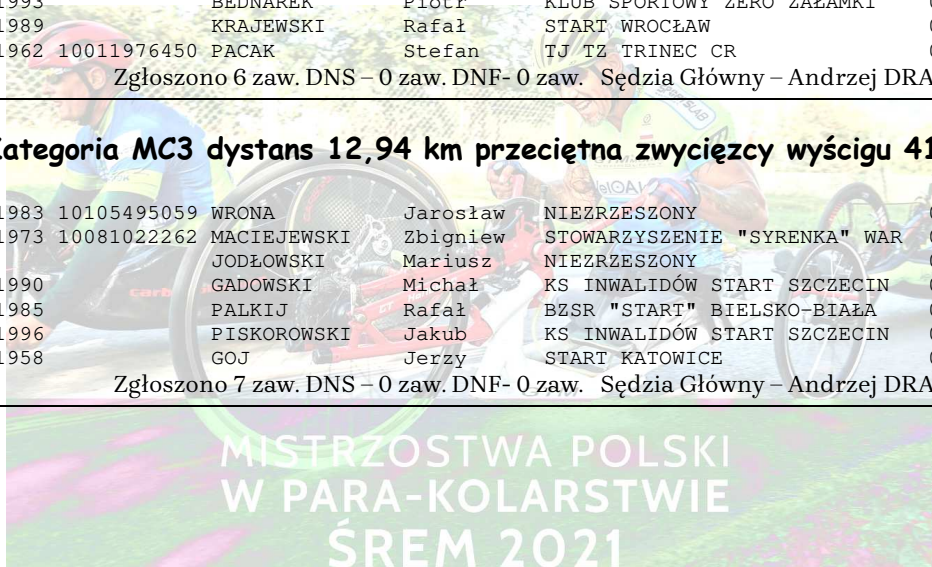 1993 BEDNAREK Piotr KLUB SPORTOWY ZERO ZAŁAMKI
1989 KRAJEWSKI Rafał START WROCŁAW
1962 10011976450 PACAK Stefan TJ TZ TRINEC CR
Zgłoszono 6 zaw. DNS – 0 zaw. DNF- 0 zaw. Sędzia Główny – Andrzej DRA
Kategoria MC3 dystans 12,94 km przeciętna zwycięzcy wyścigu 41
1983 10105495059 WRONA Jarosław NIEZRZESZONY
1973 10081022262 MACIEJEWSKI Zbigniew STOWARZYSZENIE "SYRENKA" WAR
JODŁOWSKI Mariusz NIEZRZESZONY
1990 GADOWSKI Michał KS INWALIDÓW START SZCZECIN
1985 PALKIJ Rafał BZSR "START" BIELSKO-BIAŁA
1996 PISKOROWSKI Jakub KS INWALIDÓW START SZCZECIN
1958 GOJ Jerzy START KATOWICE
Zgłoszono 7 zaw. DNS – 0 zaw. DNF- 0 zaw. Sędzia Główny – Andrzej DRA
MISTRZOSTWA POLSKI
W PARA-KOLARSTWIE
ŚREM 2021